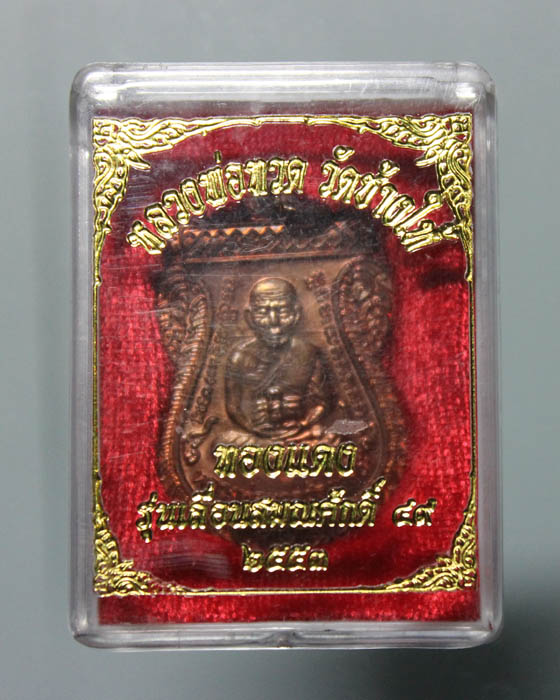 หลวงพ่อทวด วัดช้างให้
ทองแดง
รุ่นเลื่อนสมณศักดิ์ ๔๙
๒๕๕๓